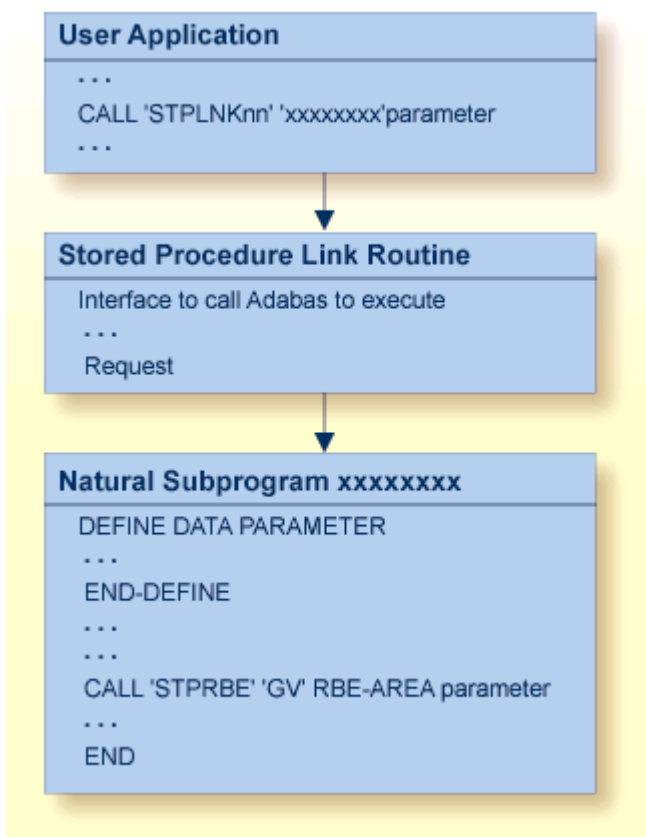 User Application
. . .
CALL 'STPLNKnn' 'xxxxxxxx'parameter
. . .
Stored Procedure Link Routine
Interface to call Adabas to execute
. . .
Request
Natural Subprogram xxxxxxxx
DEFINE DATA PARAMETER
. . .
END-DEFINE
. . .
. . .
CALL 'STPRBE' 'GV' RBE-AREA parameter
. . .
END